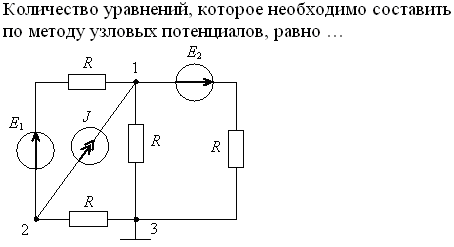 Количество уравнений, которое необходимо составить
по методу узловых потенциалов, равно …
R
1
E₂
J
E₁
R
R
R
2
3